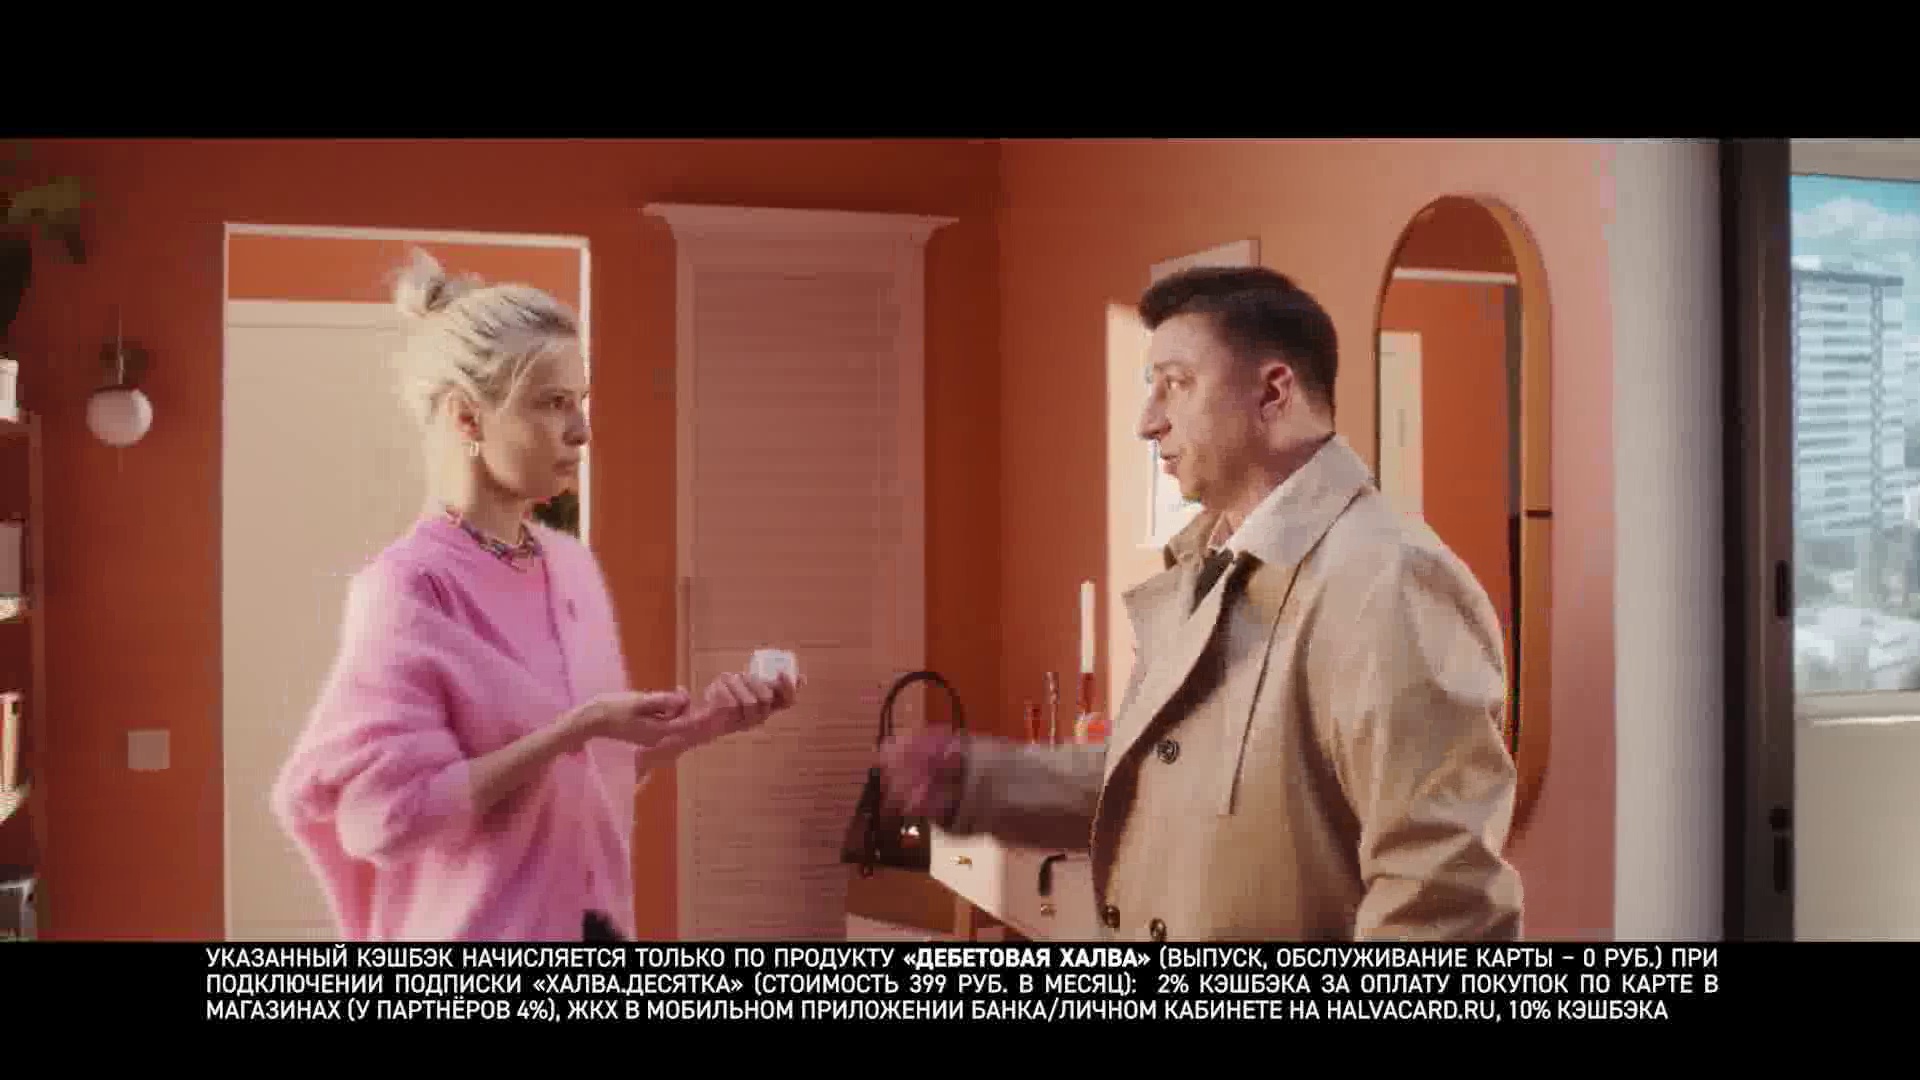 УКАЗАННЫЙ КЭШБЭК НАЧИСЛЯЕТСЯ ТОЛЬКО ПО ПРОДУКТУ «ДЕБЕТОВАЯ ХАЛВА» (ВЫПУСК, ОБСЛУЖИВАНИЕ КАРТЫ – 0 РУБ.) ПРИ
ПОДКЛЮЧЕНИИ ПОДПИСКИ «ХАЛВА.ДЕСЯТКА» (СТОИМОСТЬ 399 РУБ. В МЕСЯЦ): 2% КЭШБЭКА ЗА ОПЛАТУ ПОКУПОК ПО КАРТЕ В
МАГАЗИНАХ (У ПАРТНЁРОВ 4%), ЖКХ В МОБИЛЬНОМ ПРИЛОЖЕНИИ БАНКА/ЛИЧНОМ КАБИНЕТЕ НА HALVACARD.RU, 10% КЭШБЭКА